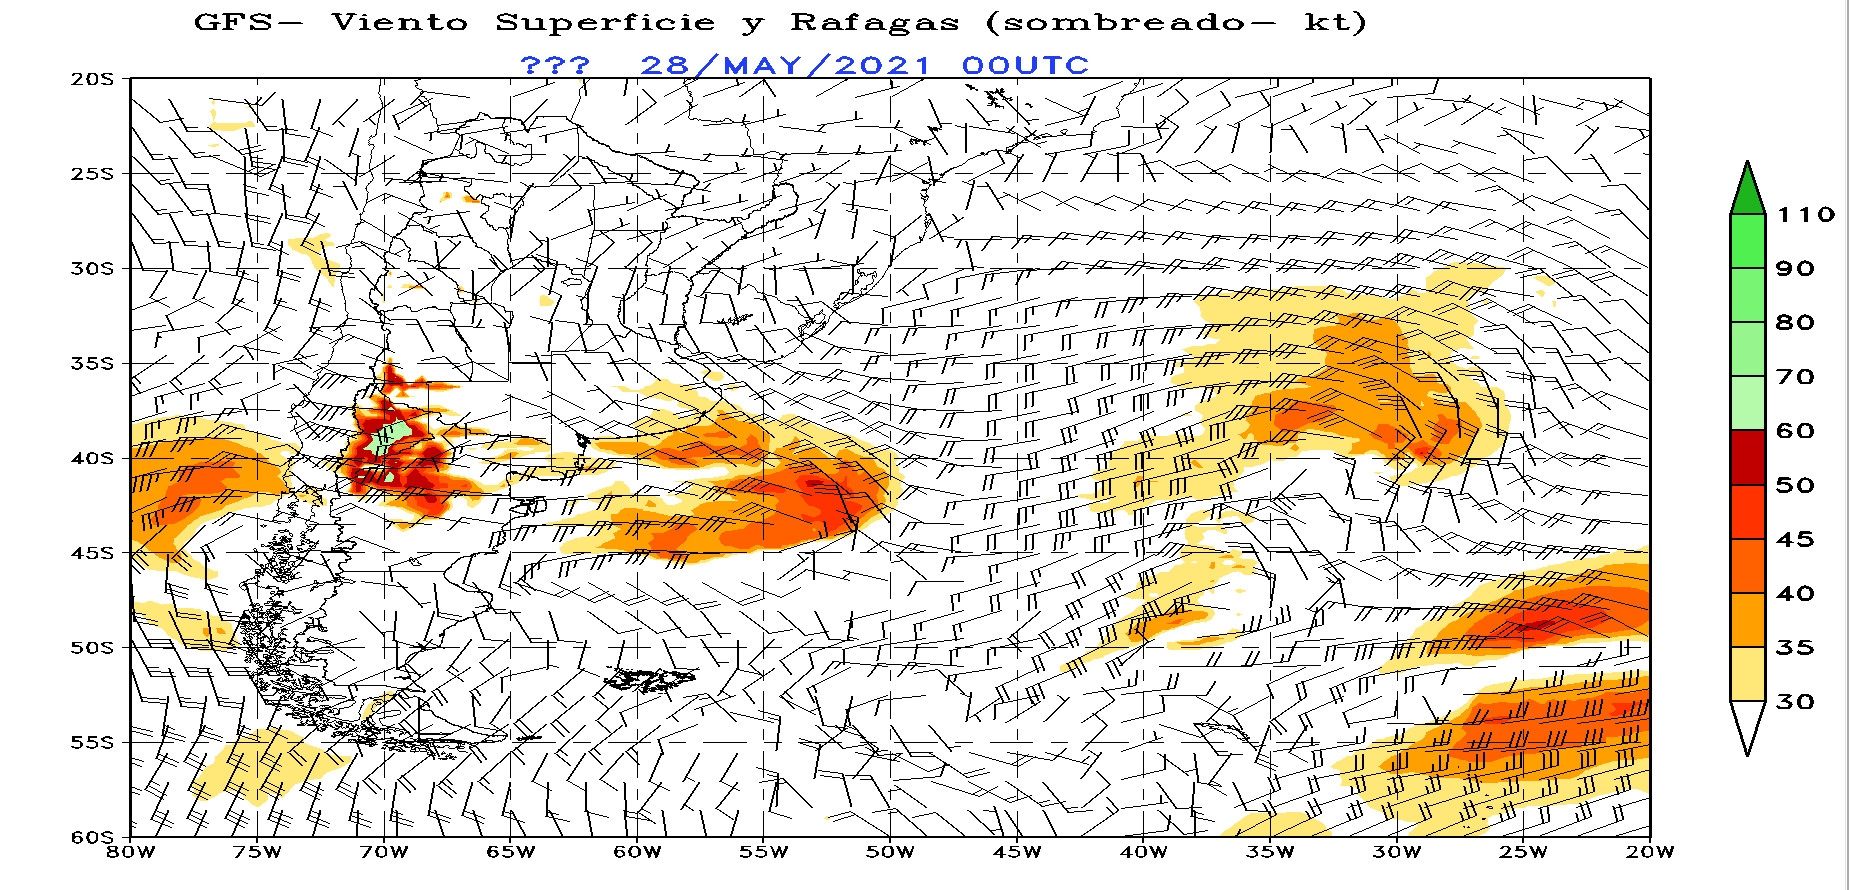 GFS- Viento Superficie y Rafagas (sombreado- kt)
??? 28/MAY/2021 00UTC
20S
25S
30S
35S
40S
45S
50S
55S
60S
80W 75W 70W 65W 60W 55W 50W 45W 40W 35W 30W 25W 20W
110
90
80
70
60
50
45
40
35
30